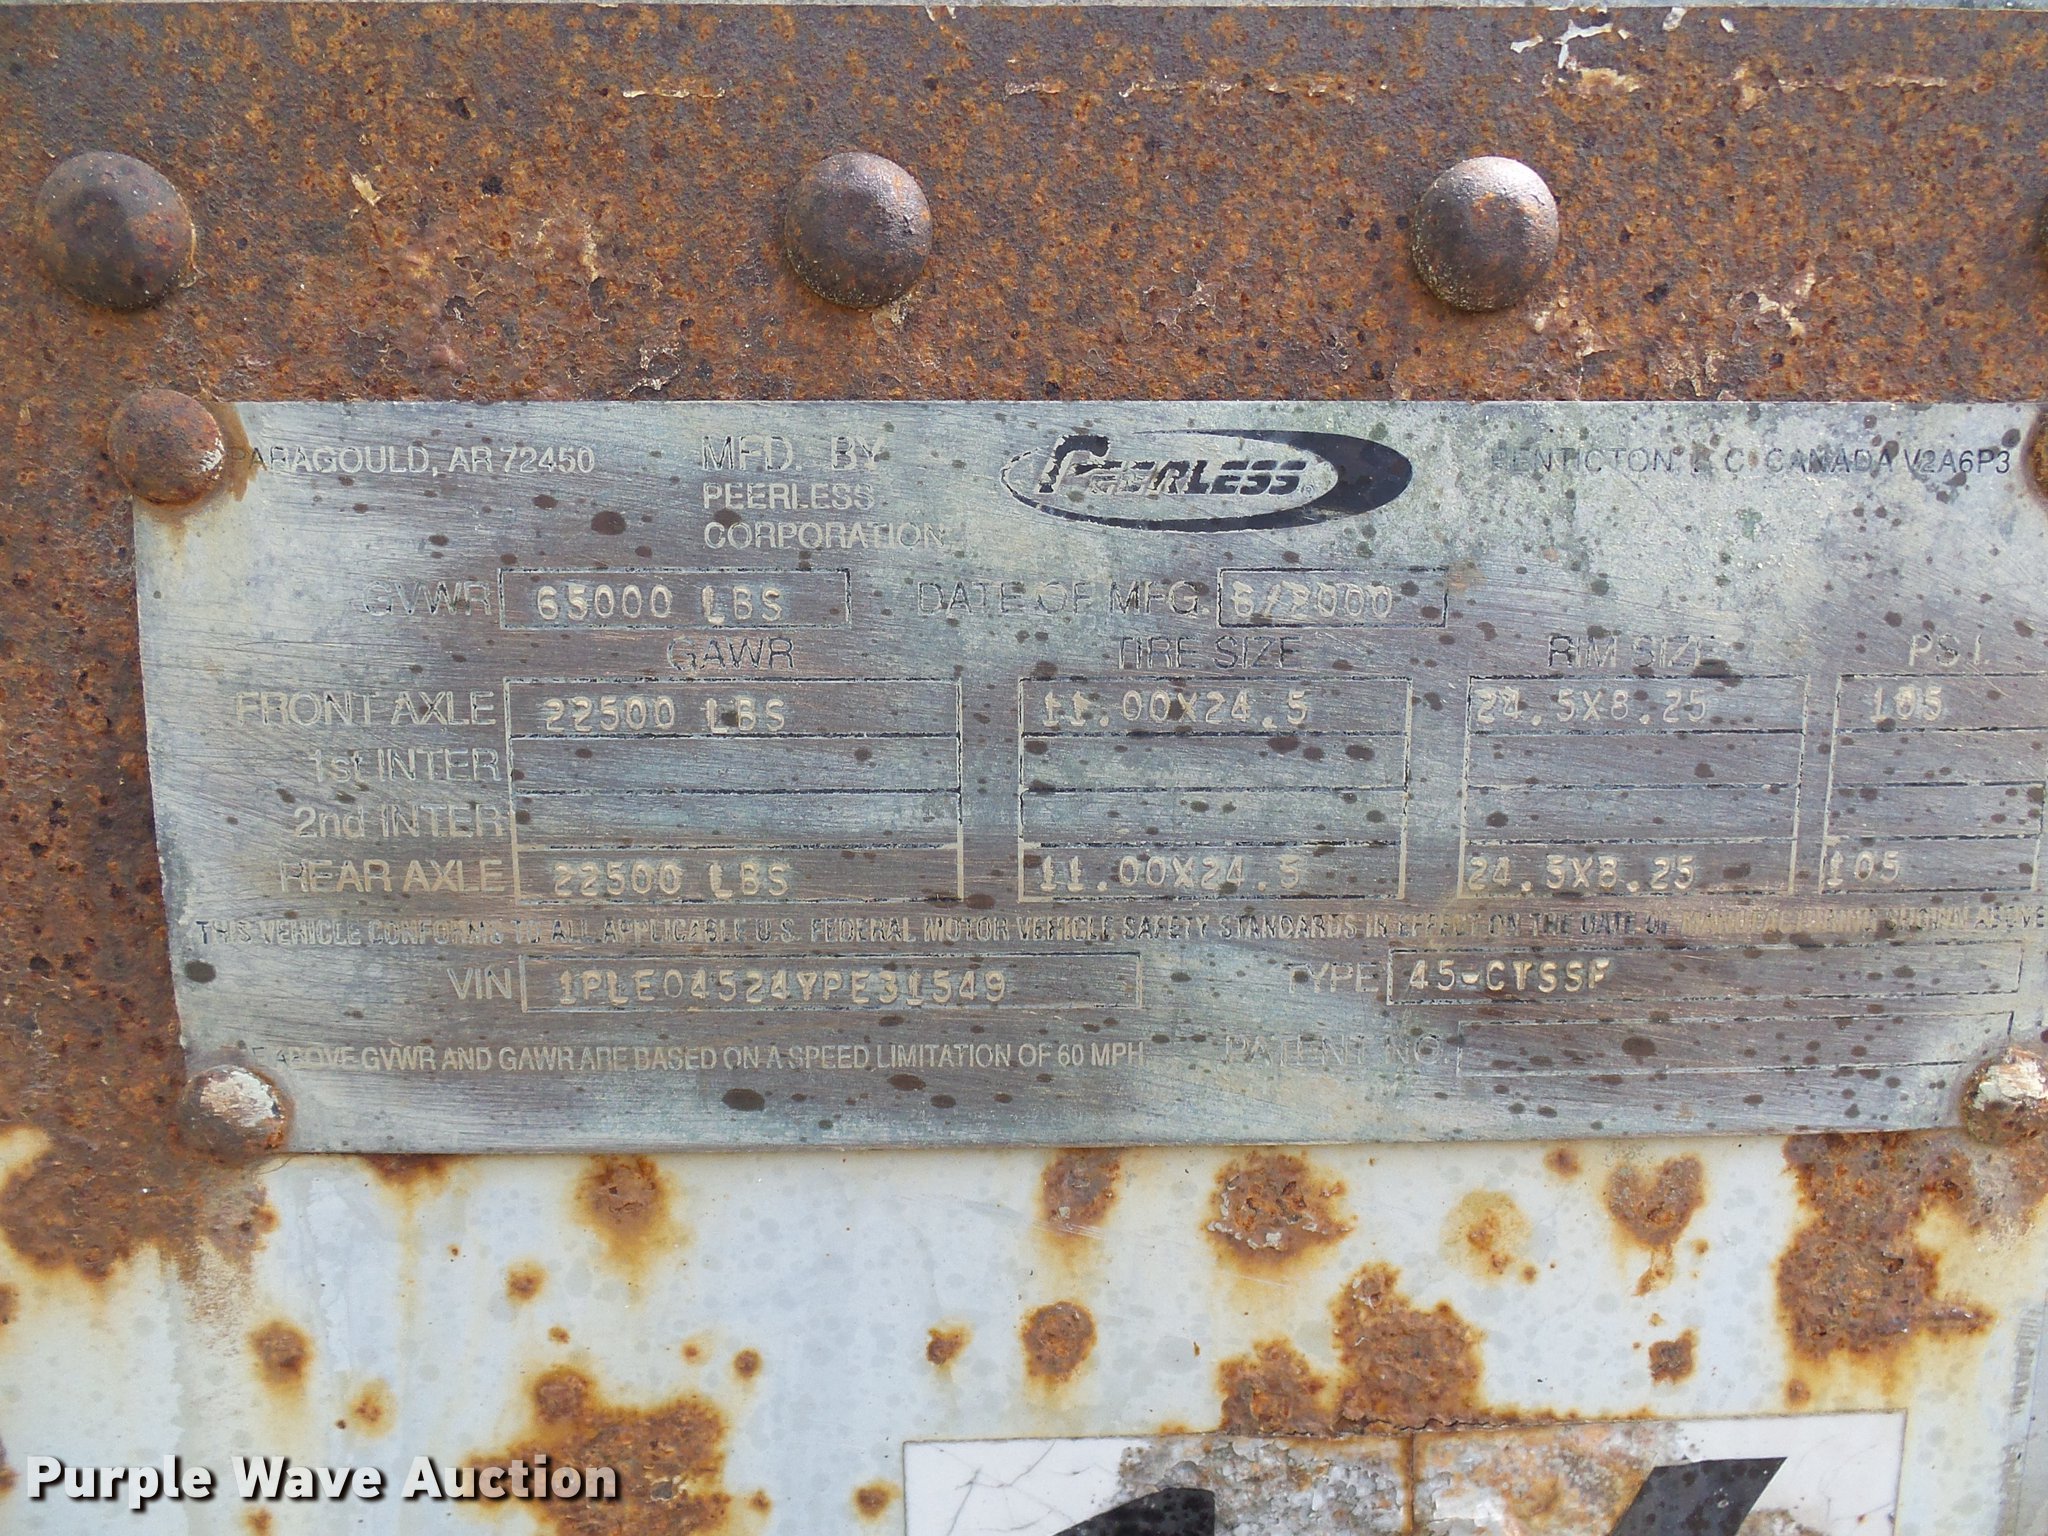 PARAGOULD, AR 72450 MFD. BY PEERLESS® PENTICTON, B.C. CANADA V2A6P3
PEERLESS
CORPORATION
GVWR 65000 LBS DATE OF MFG. 6/2000
GAWR TIRE SIZE RIM SIZE P.S.I.
FRONT AXLE 22500 LBS 11.00X24.5 24.5X8.25 105
1st INTER
2nd INTER
REAR AXLE 22500 LBS 11.00X24.5 24.5X8.25 105
THIS VEHICLE CONFORMS TO ALL APPLICABLE U.S. FEDERAL MOTOR VEHICLE SAFETY STANDARDS IN EFFECT ON THE DATE OF ABOVE
VIN 1PLE04524YPE31549 TYPE 45-CTSSF
ABOVE GVWR AND GAWR ARE BASED ON A SPEED LIMITATION OF 60 MPH PATENT NO.
Purple Wave Auction